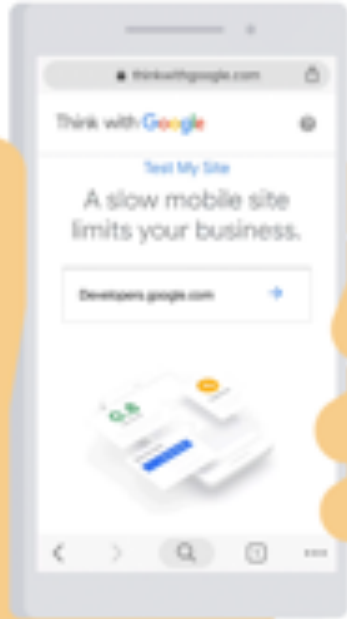 thinkwithgoogle.com
Think with Google
Test My Site
A slow mobile site
limits your business.
Developers.google.com